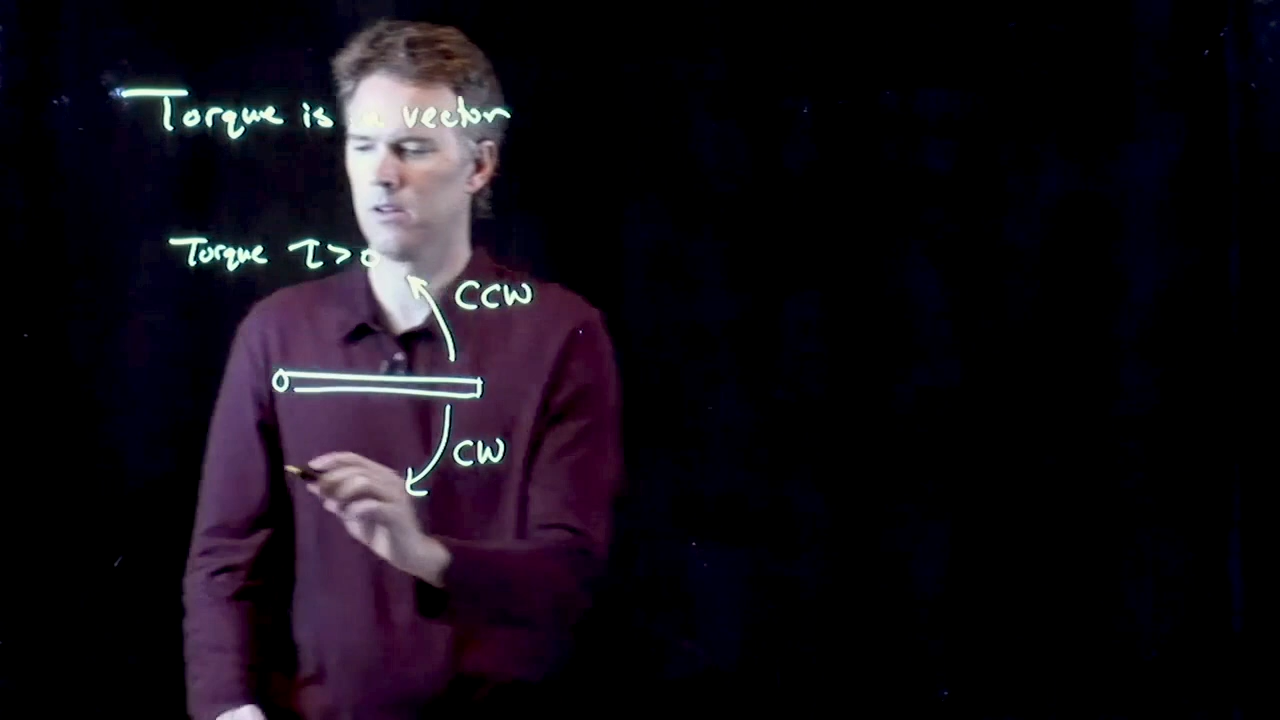 Torque is a vector
Torque τ > 0
CCW
CW